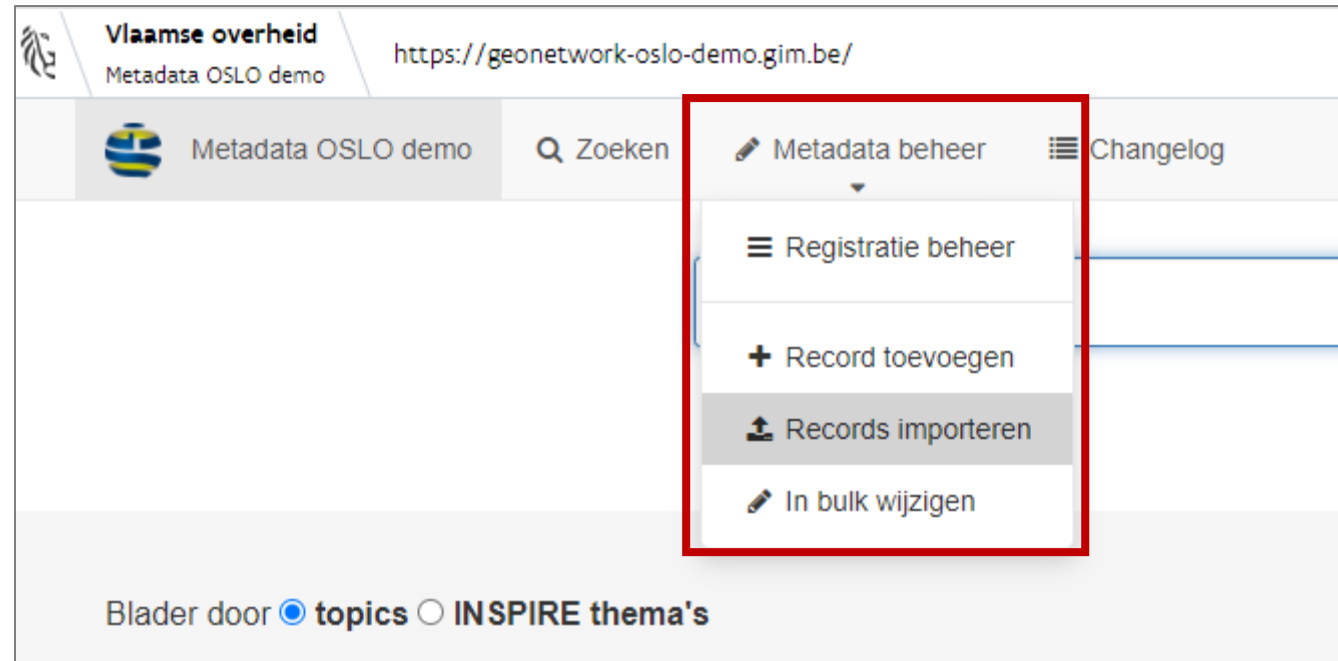 Vlaamse overheid
Metadata OSLO demo
https://geonetwork-oslo-demo.gim.be/
Metadata OSLO demo
Zoeken
Metadata beheer
Changelog
Registratie beheer
Record toevoegen
Records importeren
In bulk wijzigen
Blader door topics INSPIRE thema's